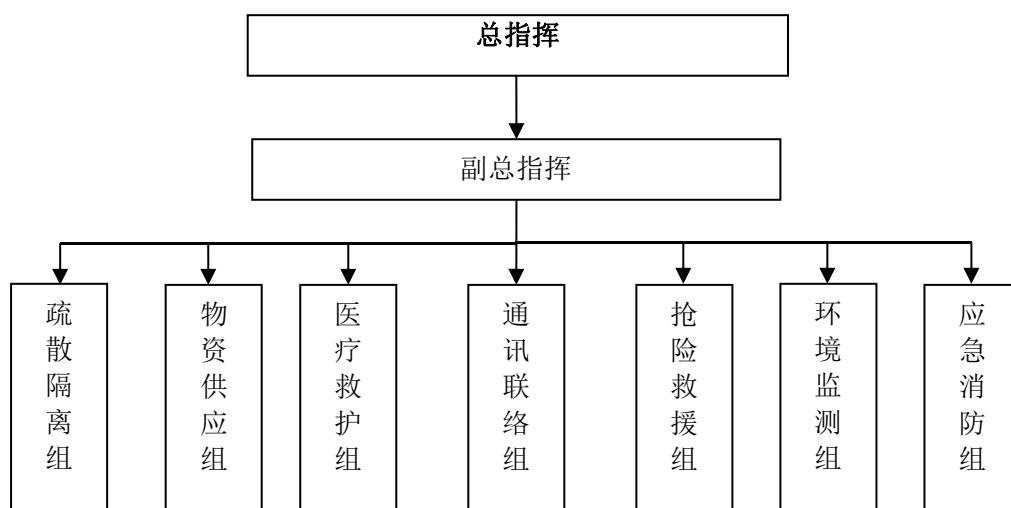 总指挥
副总指挥
疏散隔离组
物资供应组
医疗救护组
通讯联络组
抢险救援组
环境监测组
应急消防组